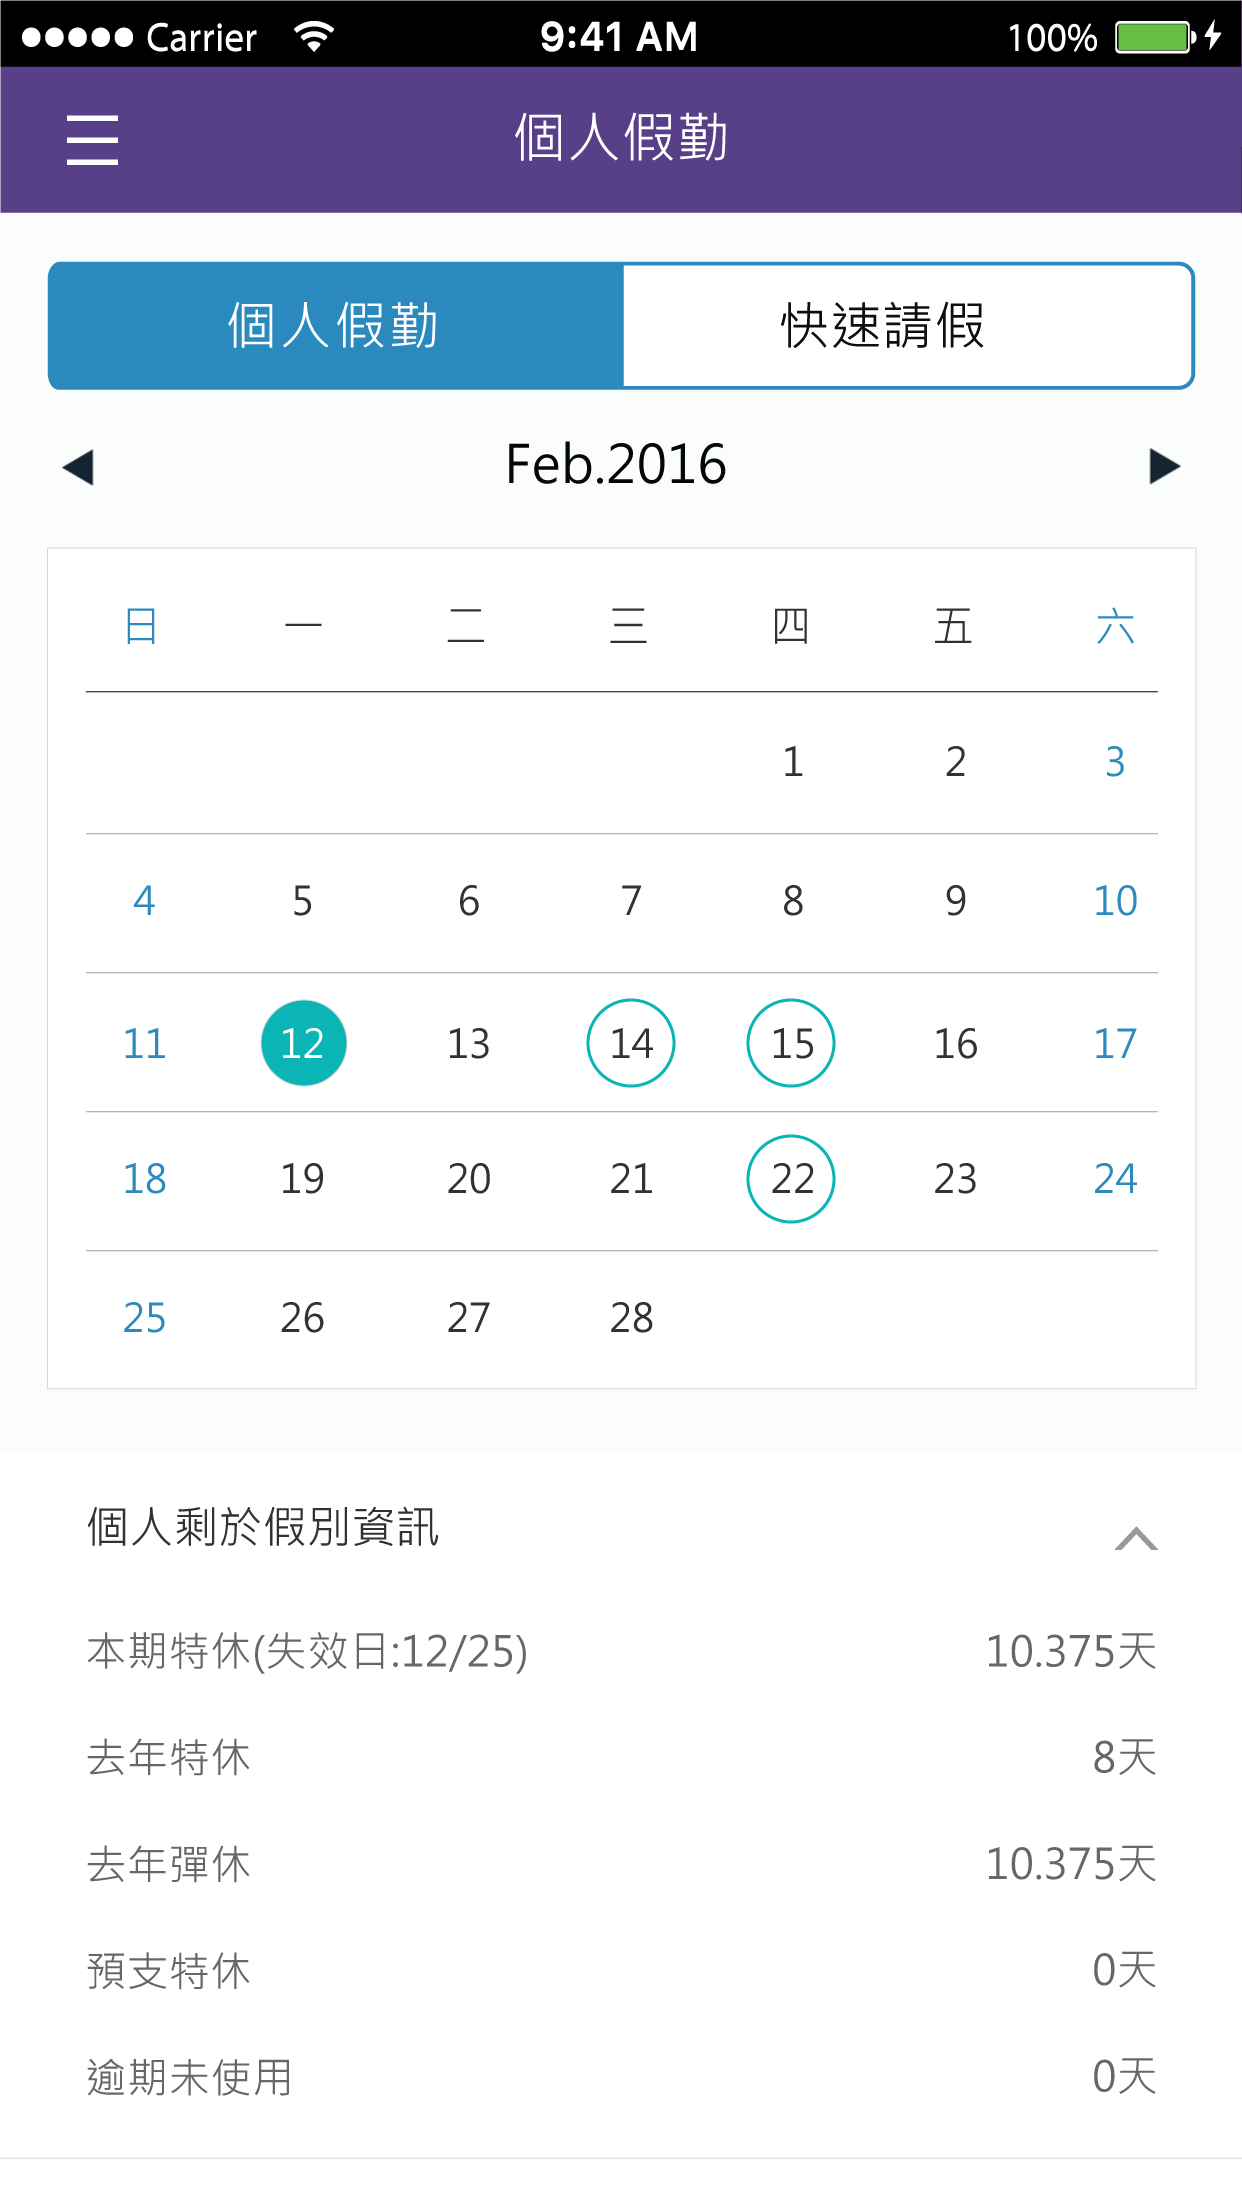 Carrier 9:41 AM 100%
個人假勤
個人假勤 快速請假
Feb.2016
日 一 二 三 四 五 六
1 2 3
4 5 6 7 8 9 10
11 12 13 14 15 16 17
18 19 20 21 22 23 24
25 26 27 28
個人剩於假別資訊
本期特休(失效日:12/25) 10.375天
去年特休 8天
去年彈休 10.375天
預支特休 0天
逾期未使用 0天